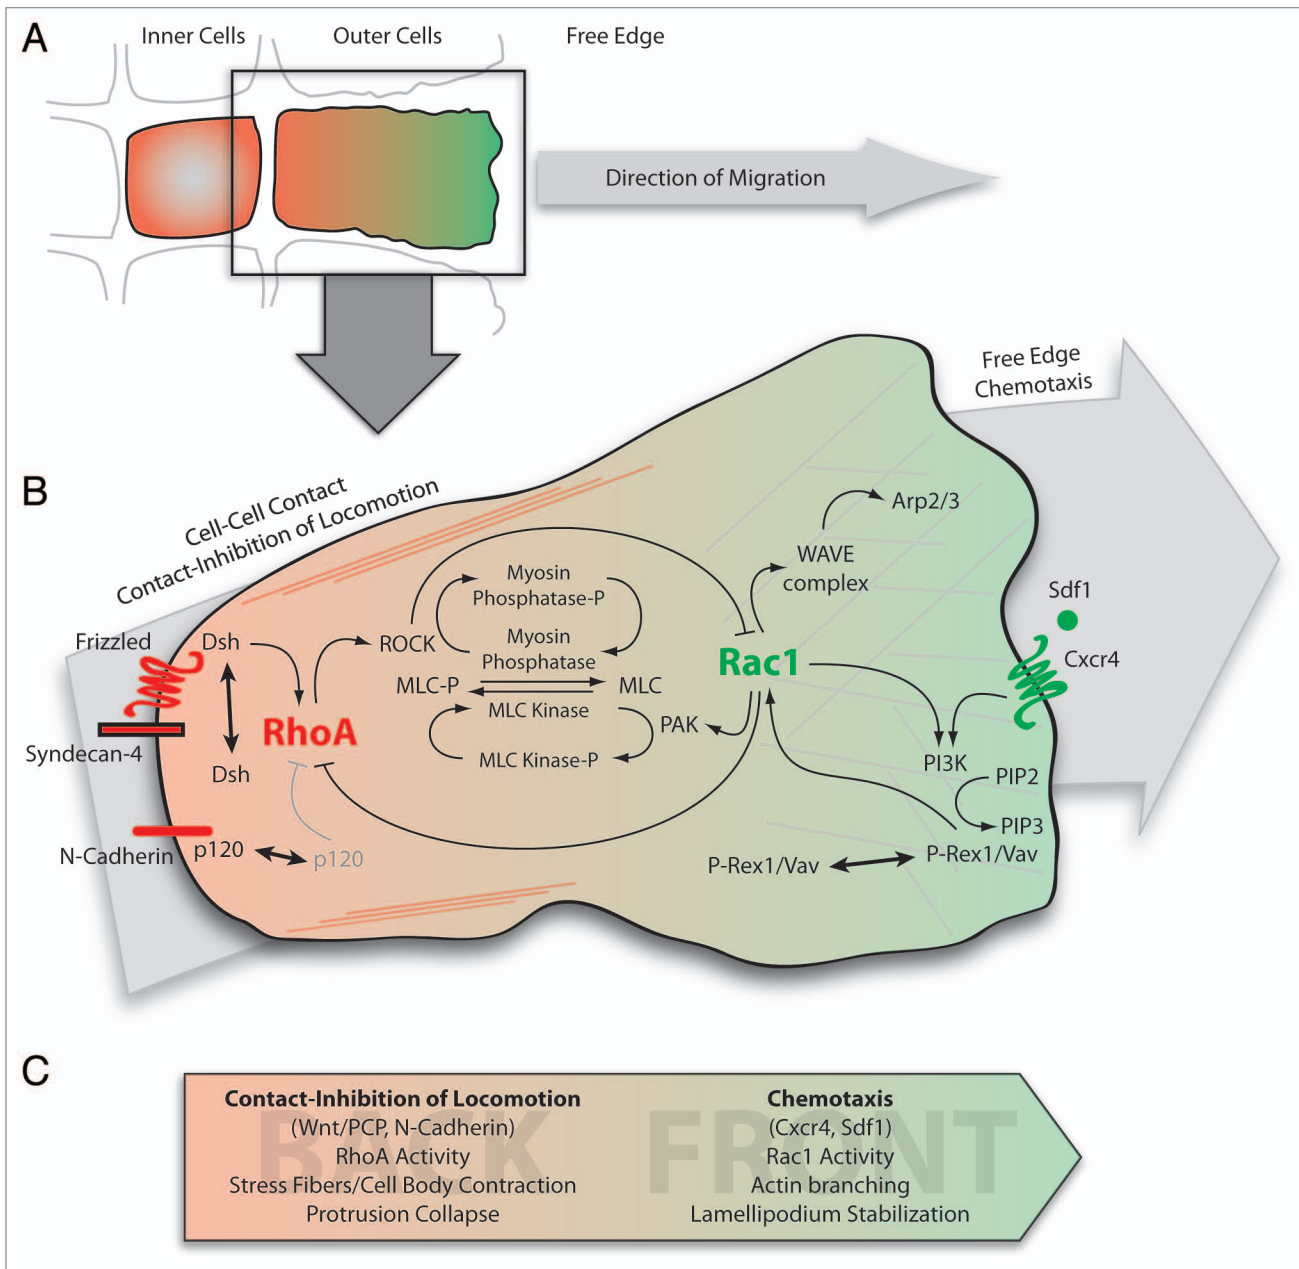 A
Inner Cells
Outer Cells
Free Edge
Direction of Migration
B
Cell-Cell Contact
Contact-Inhibition of Locomotion
Free Edge
Chemotaxis
Arp2/3
WAVE
complex
Myosin
Phosphatase-P
Sdf1
Frizzled
Dsh
ROCK
Myosin
Phosphatase
Rac1
Cxcr4
MLC-P
MLC
MLC Kinase
RhoA
PAK
Syndecan-4
Dsh
MLC Kinase-P
PI3K
PIP2
PIP3
N-Cadherin
p120
p120
P-Rex1/Vav
P-Rex1/Vav
C
BACK
FRONT
Contact-Inhibition of Locomotion
(Wnt/PCP, N-Cadherin)
RhoA Activity
Stress Fibers/Cell Body Contraction
Protrusion Collapse
Chemotaxis
(Cxcr4, Sdf1)
Rac1 Activity
Actin branching
Lamellipodium Stabilization